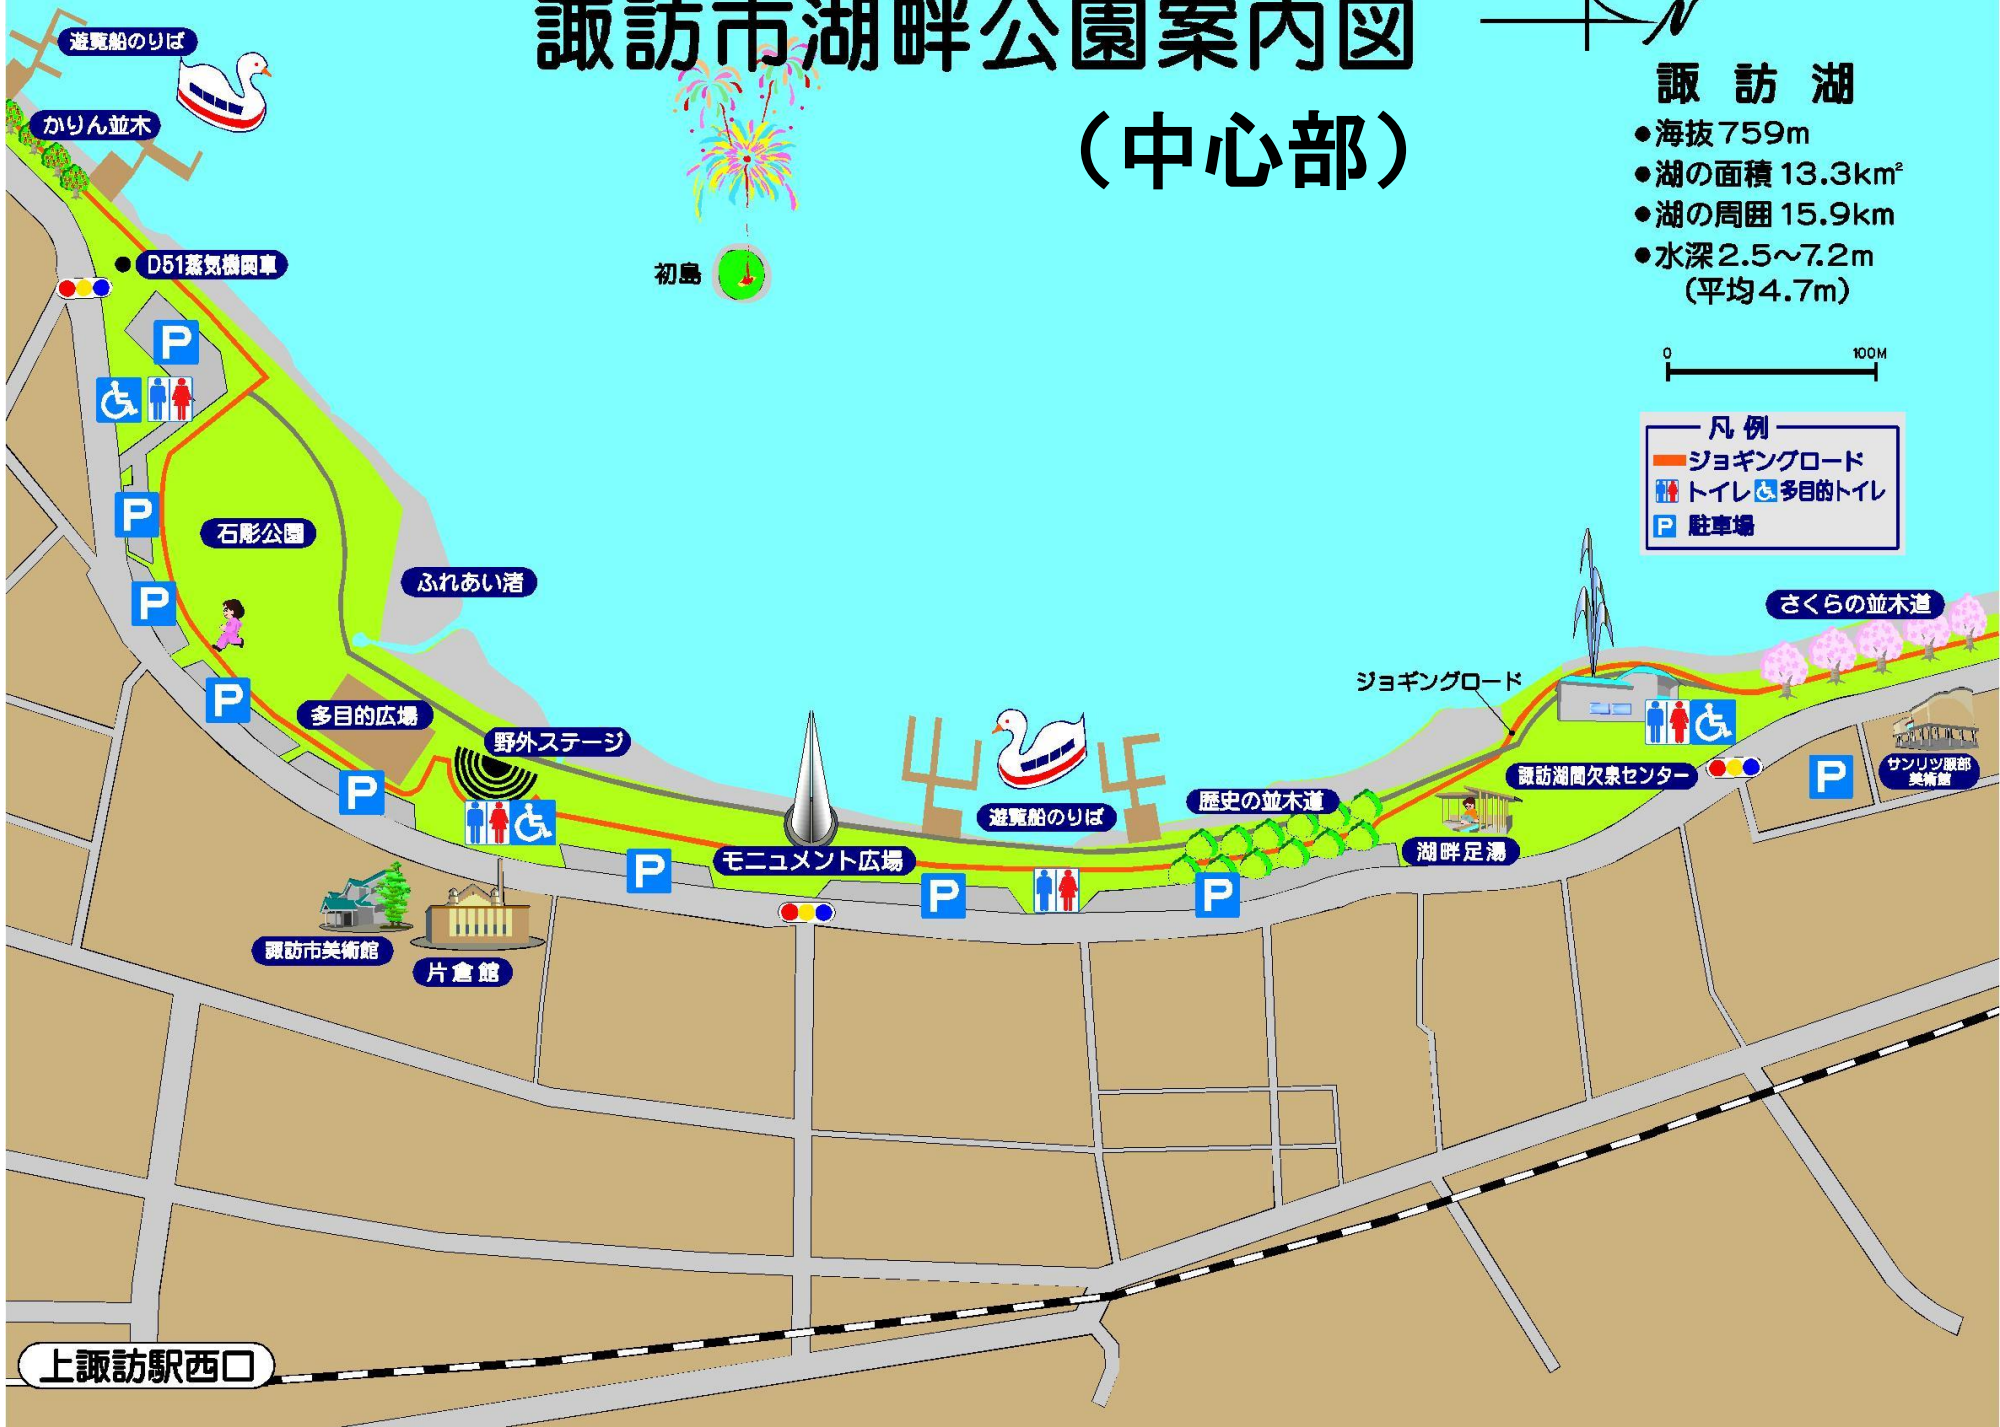 諏訪市湖畔公園案内図
（中心部）
N
諏訪湖
●海抜759m
●湖の面積13.3km²
●湖の周囲15.9km
●水深2.5～7.2m
（平均4.7m）
0 100M
凡例
ジョギングロード
トイレ 多目的トイレ
P 駐車場
遊覧船のりば
かりん並木
D51蒸気機関車
初島
P
P
石彫公園
ふれあい渚
P
P
多目的広場
野外ステージ
P
モニュメント広場
P
遊覧船のりば
P
歴史の並木道
P
ジョギングロード
さくらの並木道
諏訪湖間欠泉センター
湖畔足湯
P
サンリツ服部
美術館
諏訪市美術館
片倉館
上諏訪駅西口